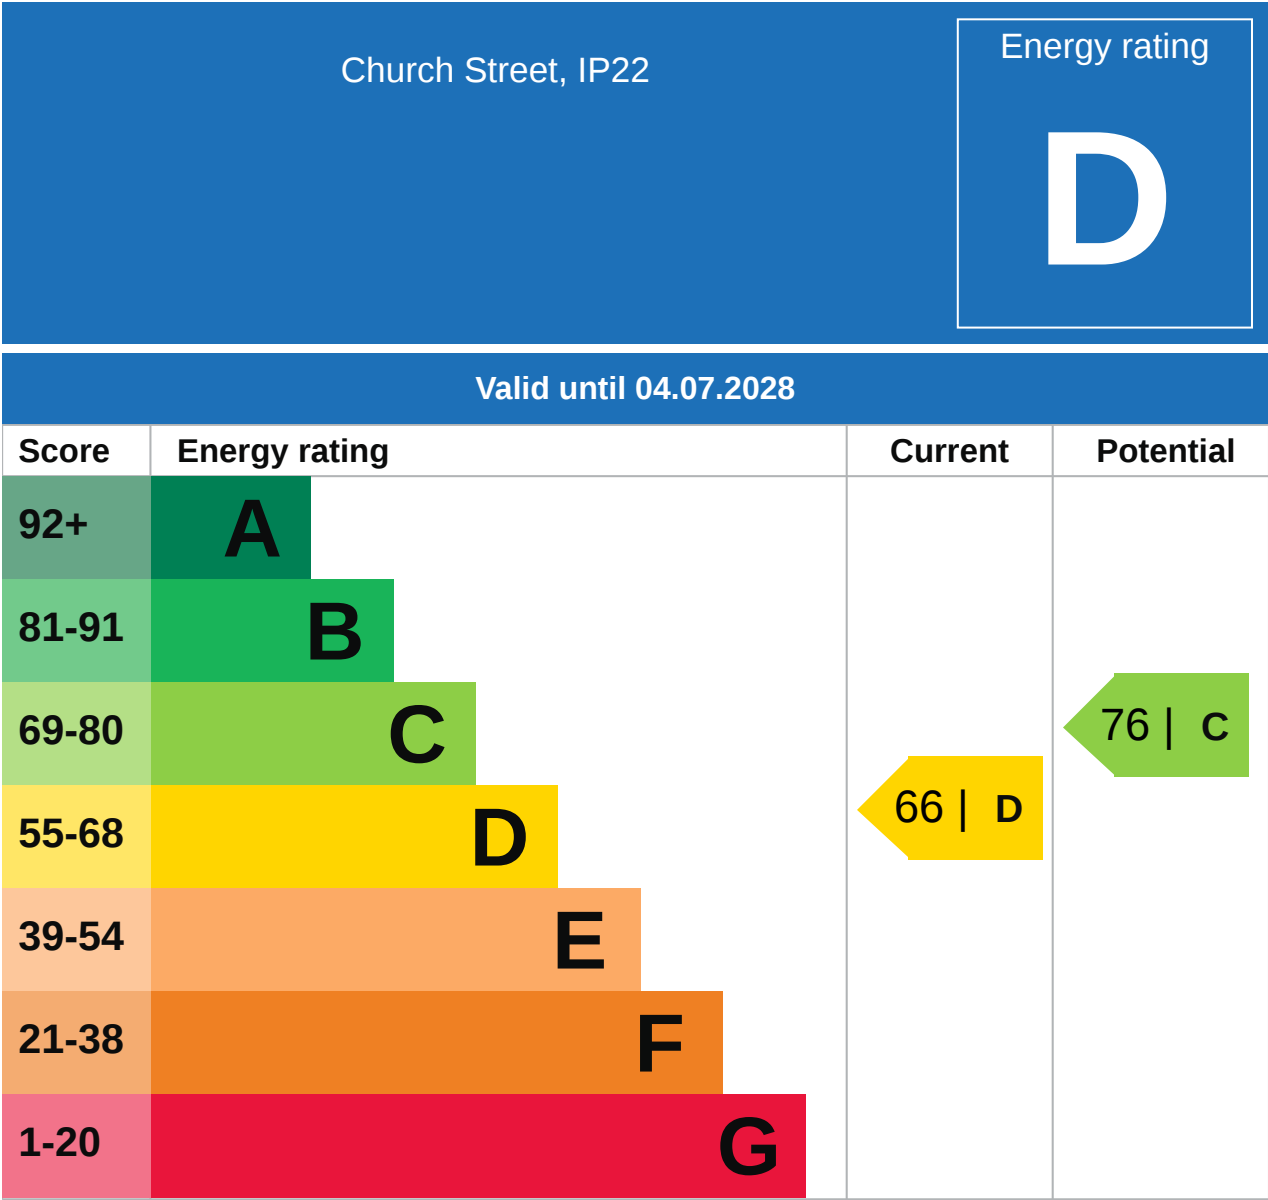 Church Street, IP22
Energy rating
D
Valid until 04.07.2028
Score Energy rating Current Potential
92+ A
81-91 B
69-80 C
76 | C
55-68 D
66 | D
39-54 E
21-38 F
1-20 G